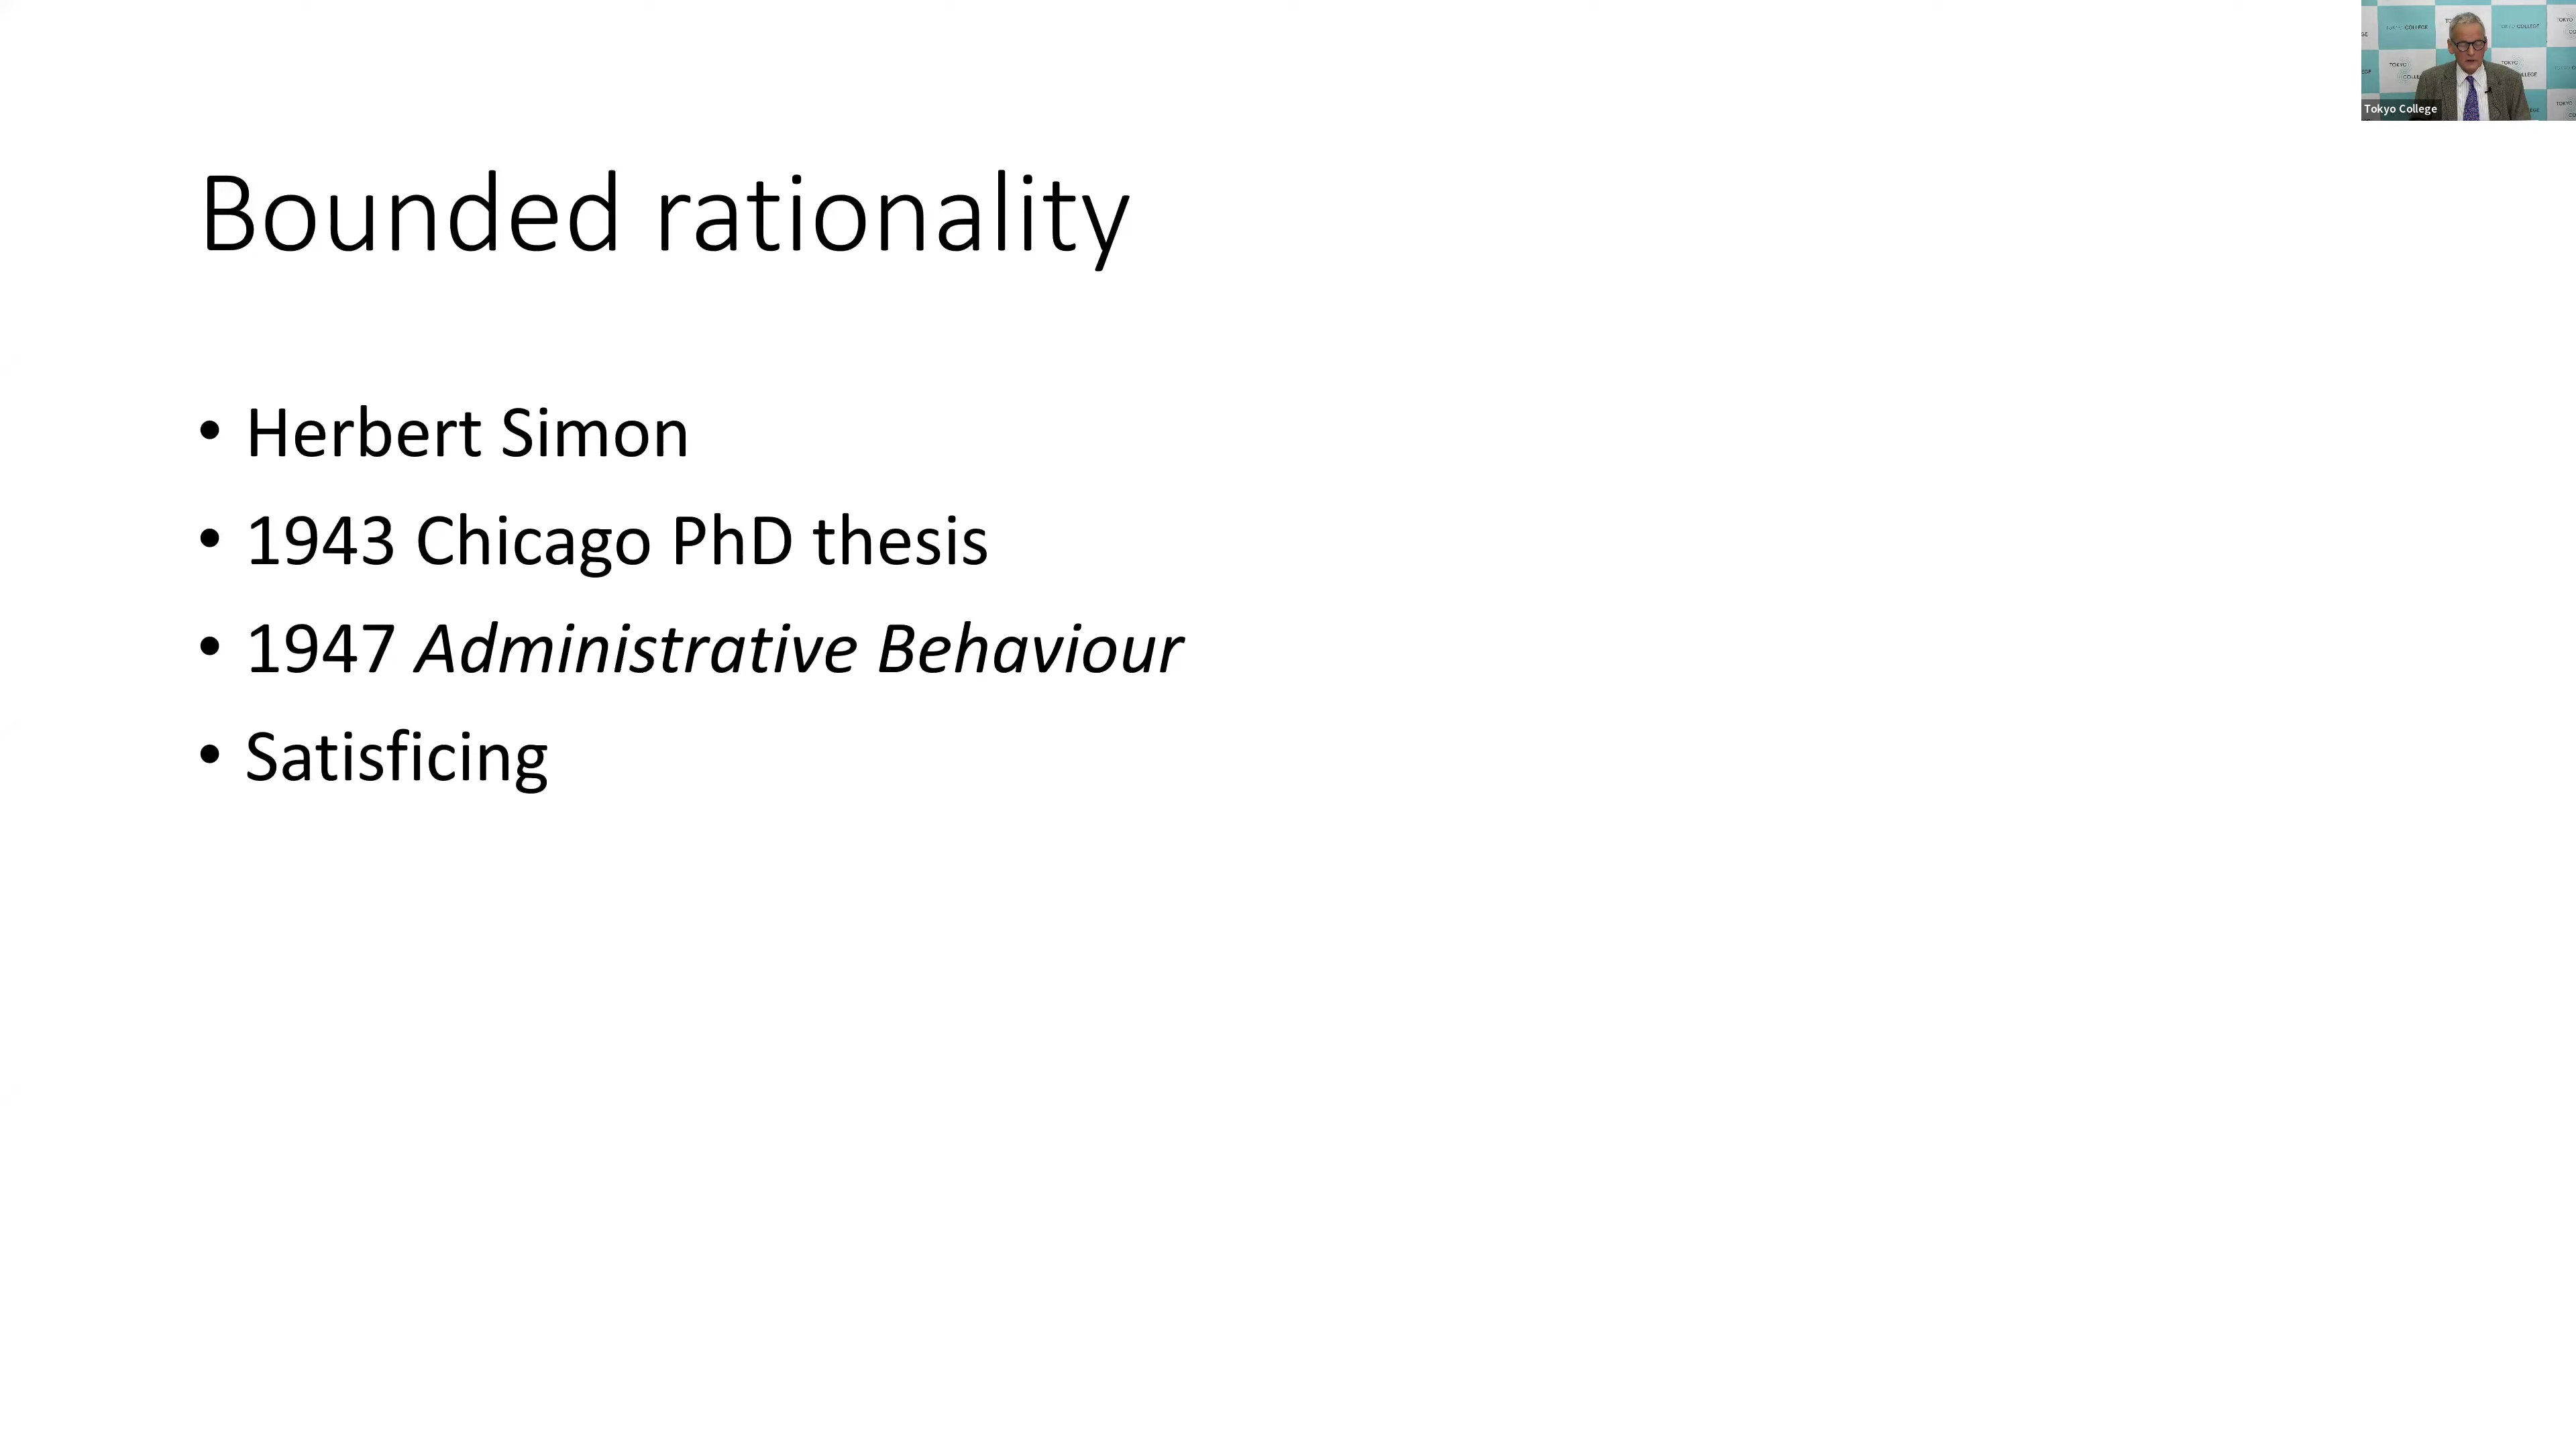 Bounded rationality
• Herbert Simon
• 1943 Chicago PhD thesis
• 1947 Administrative Behaviour
• Satisficing
Tokyo College